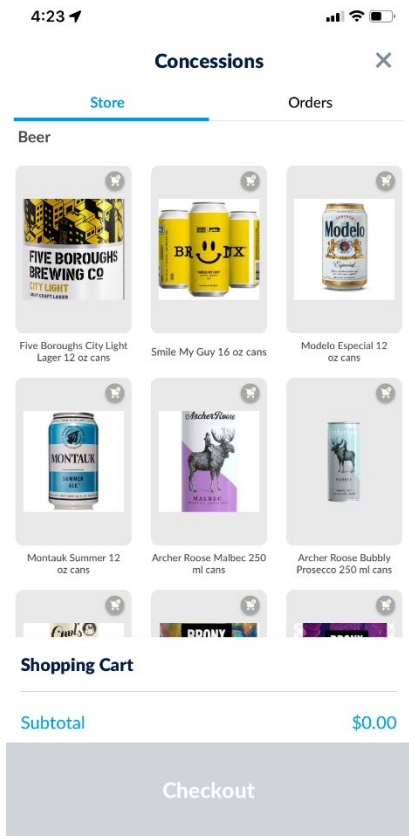 4:23
Concessions
Store
Orders
Beer
FIVE BOROUGHS
BREWING CO
CITY LIGHT
BRONX
Modelo
Especial
Five Boroughs City Light
Lager 12 oz cans
Smile My Guy 16 oz cans
Modelo Especial 12
oz cans
MONTAUK
SUMMER
ALE
ArcherRoose
MALBEC
Montauk Summer 12
oz cans
Archer Roose Malbec 250
ml cans
Archer Roose Bubbly
Prosecco 250 ml cans
Shopping Cart
Subtotal
$0.00
Checkout